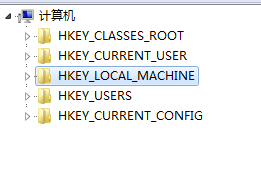 计算机
HKEY_CLASSES_ROOT
HKEY_CURRENT_USER
HKEY_LOCAL_MACHINE
HKEY_USERS
HKEY_CURRENT_CONFIG